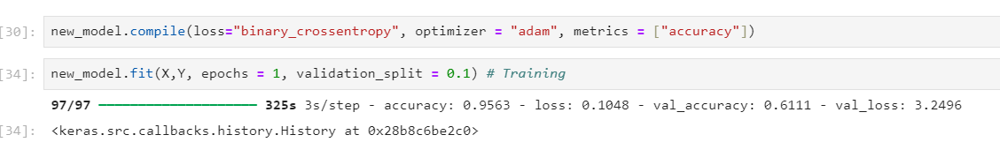 [30]: new_model.compile(loss="binary_crossentropy", optimizer = "adam", metrics = ["accuracy"])
[34]: new_model.fit(X,Y, epochs = 1, validation_split = 0.1) # Training
97/97 ━━━━━━━━━━━━━━━━━━━━ 325s 3s/step - accuracy: 0.9563 - loss: 0.1048 - val_accuracy: 0.6111 - val_loss: 3.2496
[34]: <keras.src.callbacks.history.History at 0x28b8c6be2c0>